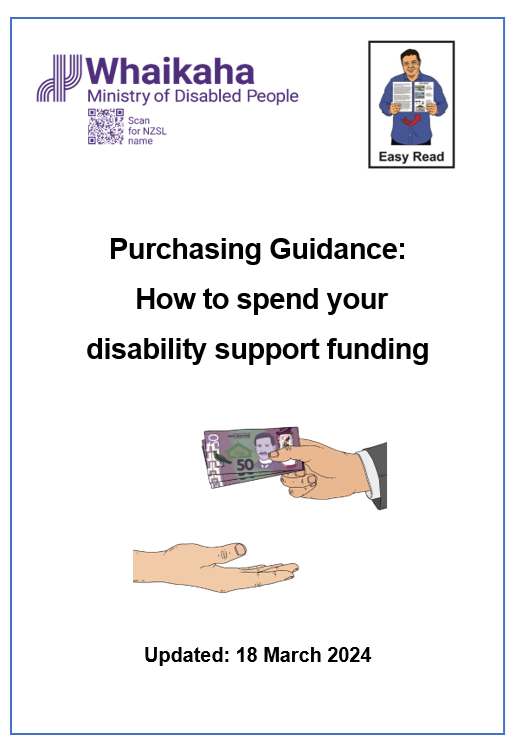 Whaikaha
Ministry of Disabled People
Scan
for NZSL
name
Easy Read
Purchasing Guidance:
How to spend your
disability support funding
50
Updated: 18 March 2024